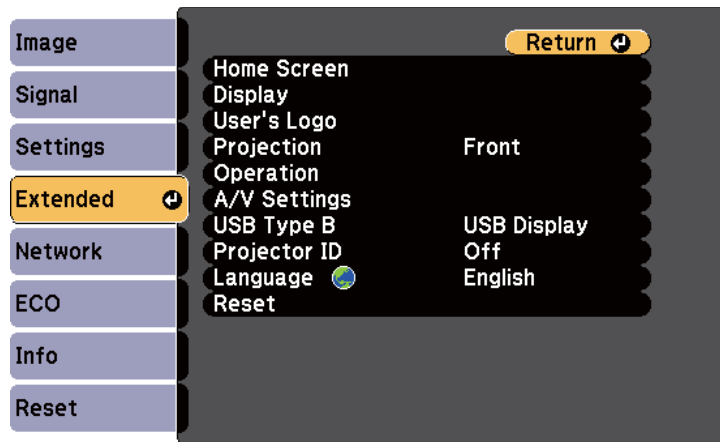 Image
Signal
Settings
Extended
Network
ECO
Info
Reset
Return
Home Screen
Display
User's Logo
Projection Front
Operation
A/V Settings
USB Type B USB Display
Projector ID Off
Language English
Reset